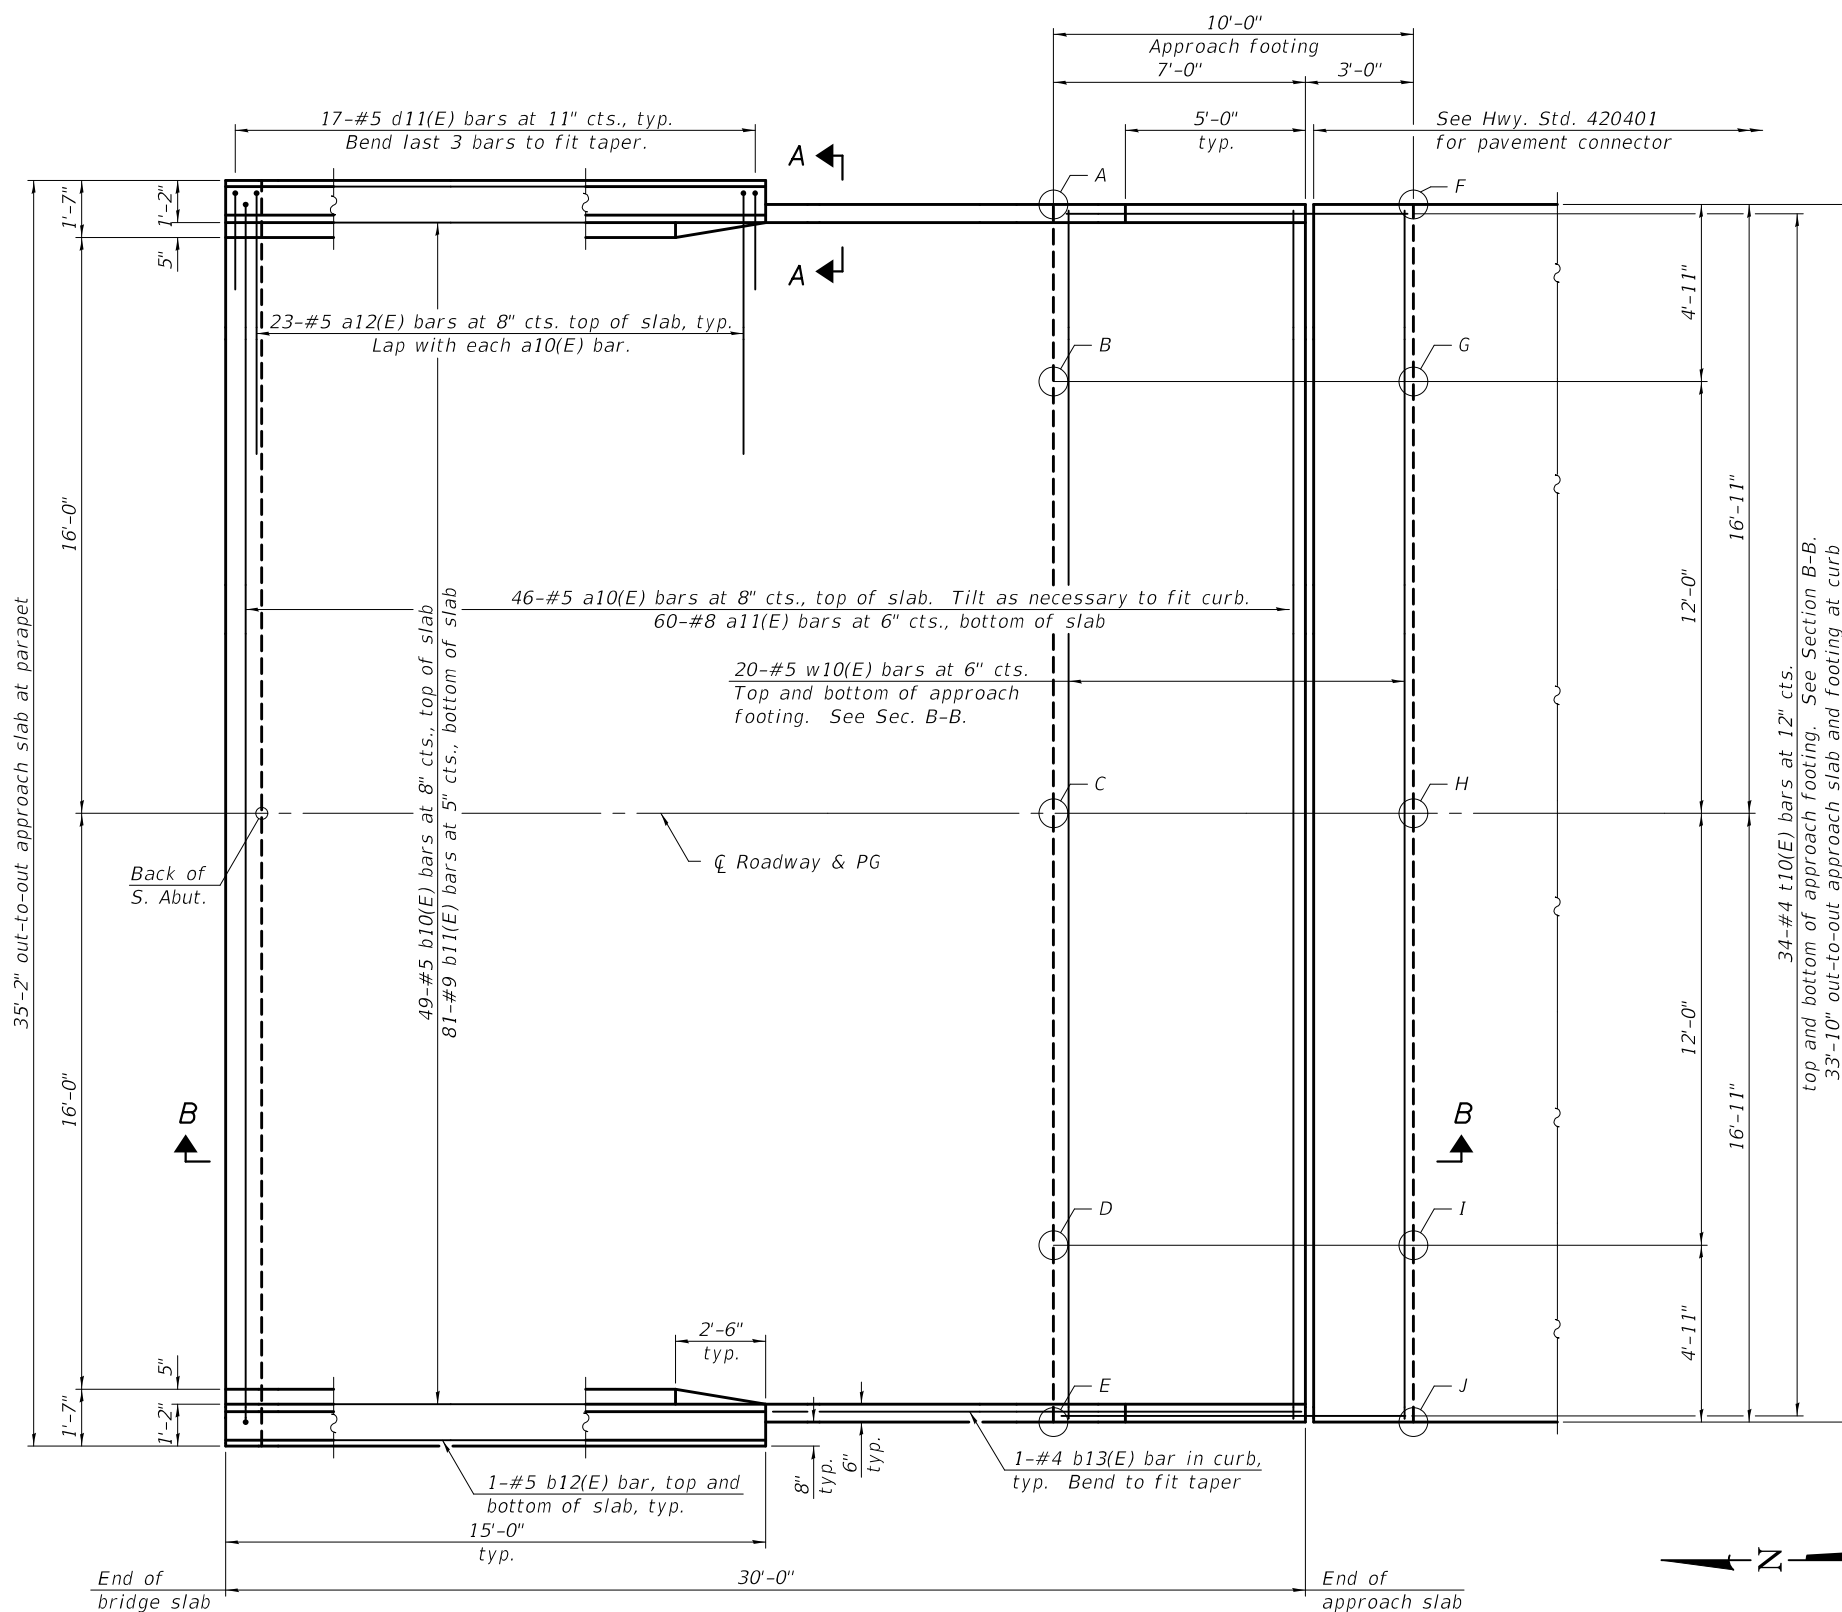 10'-0"
Approach footing
7'-0"
3'-0"
17-#5 d11(E) bars at 11" cts., typ.
Bend last 3 bars to fit taper.
5'-0"
typ.
See Hwy. Std. 420401
for pavement connector
A
A
1'-7"
1'-2"
5"
A
F
23-#5 a12(E) bars at 8" cts. top of slab, typ.
Lap with each a10(E) bar.
B
G
4'-11"
16'-0"
16'-11"
12'-0"
46-#5 a10(E) bars at 8" cts., top of slab. Tilt as necessary to fit curb.
60-#8 a11(E) bars at 6" cts., bottom of slab
20-#5 w10(E) bars at 6" cts.
Top and bottom of approach
footing. See Sec. B-B.
35'-2" out-to-out approach slab at parapet
49-#5 b10(E) bars at 8" cts., top of slab
81-#9 b11(E) bars at 5" cts., bottom of slab
34-#4 t10(E) bars at 12" cts.
top and bottom of approach footing. See Section B-B.
33'-10" out-to-out approach slab and footing at curb
C
H
℄ Roadway & PG
Back of
S. Abut.
16'-0"
12'-0"
16'-11"
B
B
D
I
2'-6"
typ.
4'-11"
5"
1'-7"
1'-2"
E
J
8"
typ.
6"
typ.
1-#4 b13(E) bar in curb,
typ. Bend to fit taper
1-#5 b12(E) bar, top and
bottom of slab, typ.
15'-0"
typ.
N
30'-0"
End of
bridge slab
End of
approach slab